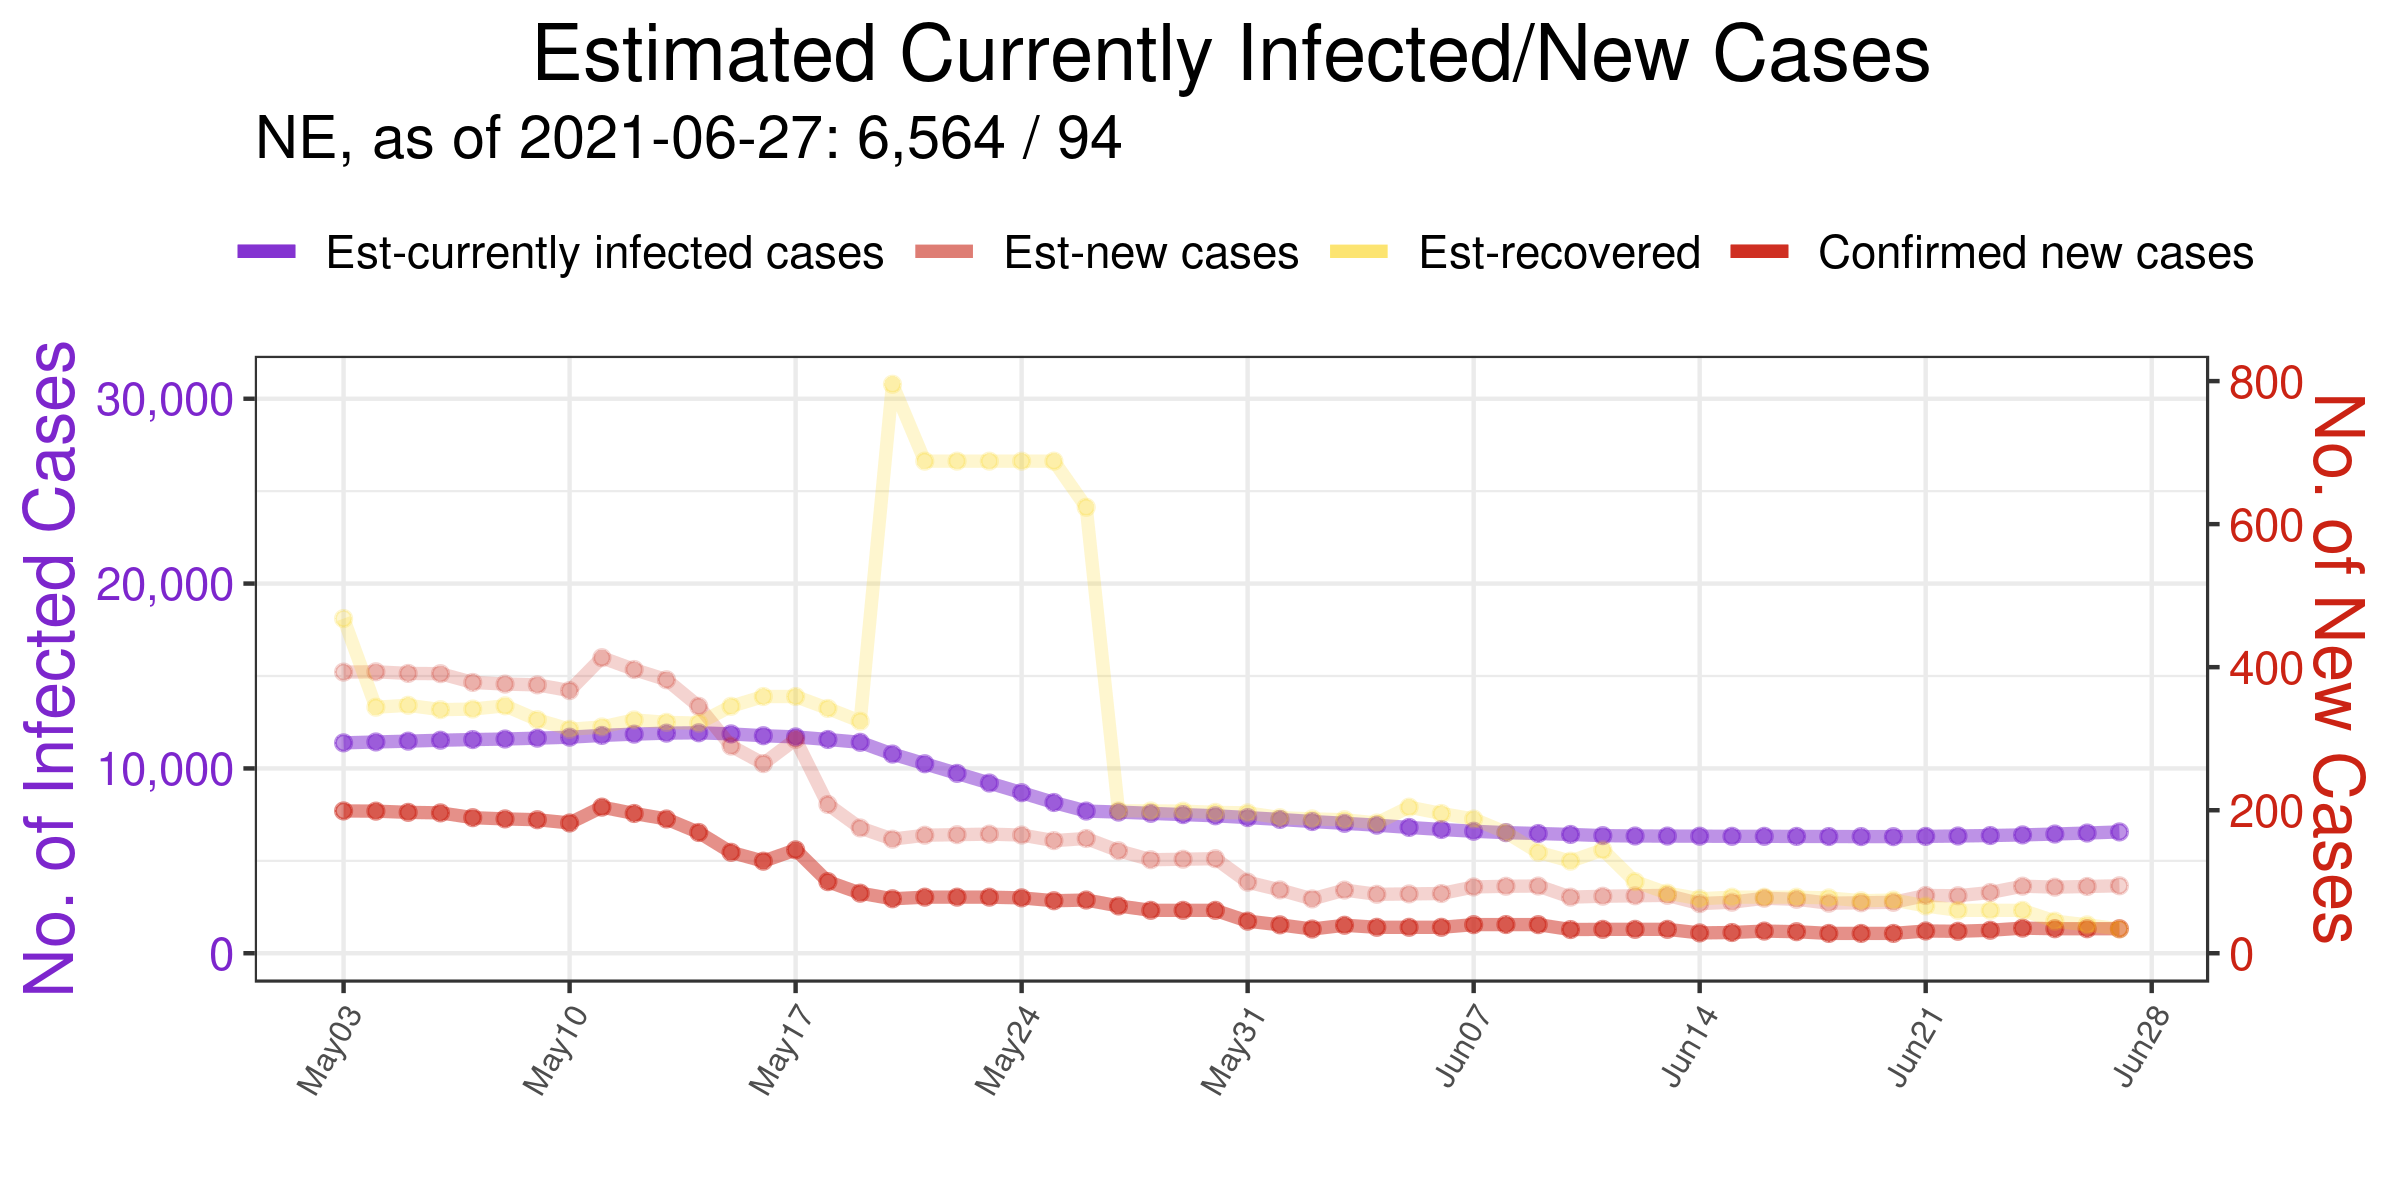 Estimated Currently Infected/New Cases
NE, as of 2021-06-27: 6,564 / 94
Est-currently infected cases
Est-new cases
Est-recovered
Confirmed new cases
No. of Infected Cases
30,000
20,000
10,000
0
800
600
400
200
0
No. of New Cases
May03
May10
May17
May24
May31
Jun07
Jun14
Jun21
Jun28